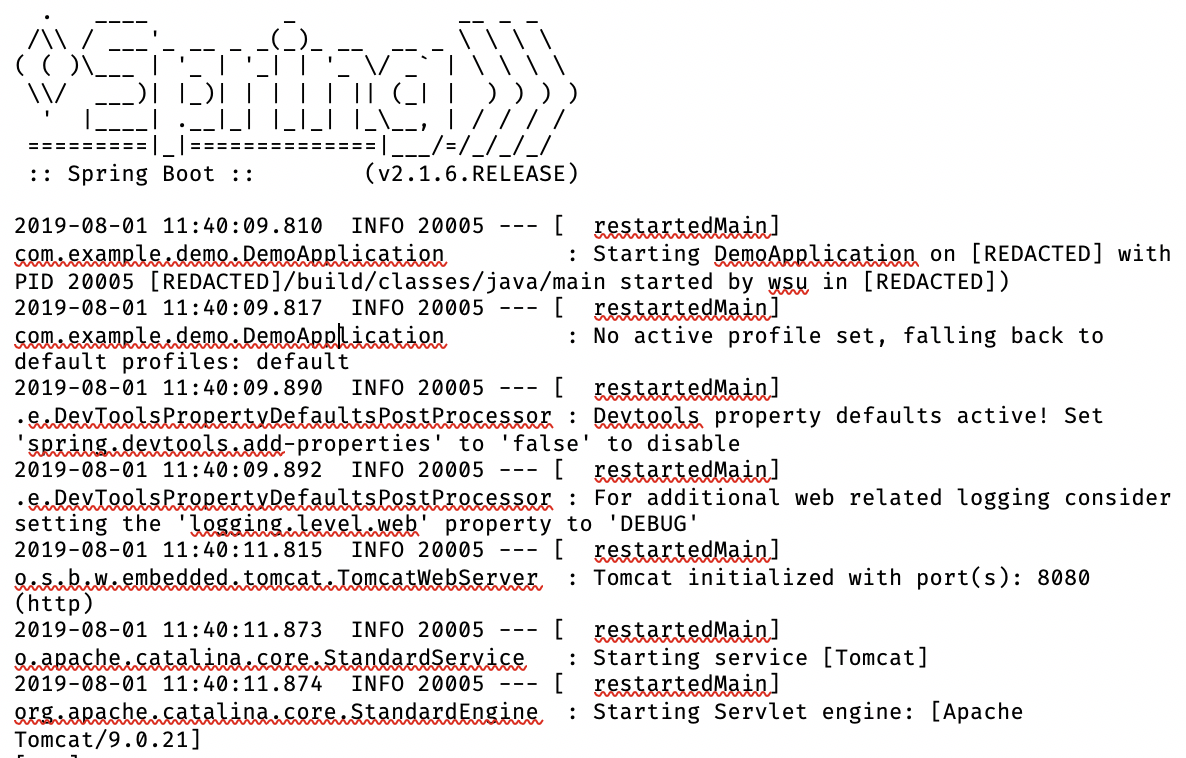 .   ____          _            __ _ _
 /\\ / ___'_ __ _ _(_)_ __  __ _ \ \ \ \
( ( )\___ | '_ | '_| | '_ \/ _` | \ \ \ \
 \\/  ___)| |_)| | | | | || (_| |  ) ) ) )
  '  |____| .__|_| |_|_| |_\__, | / / / /
 =========|_|==============|___/=/_/_/_/
 :: Spring Boot ::        (v2.1.6.RELEASE)

2019-08-01 11:40:09.810  INFO 20005 --- [  restartedMain]
com.example.demo.DemoApplication         : Starting DemoApplication on [REDACTED] with
PID 20005 [REDACTED]/build/classes/java/main started by wsu in [REDACTED])
2019-08-01 11:40:09.817  INFO 20005 --- [  restartedMain]
com.example.demo.DemoApplication         : No active profile set, falling back to
default profiles: default
2019-08-01 11:40:09.890  INFO 20005 --- [  restartedMain]
.e.DevToolsPropertyDefaultsPostProcessor : Devtools property defaults active! Set
'spring.devtools.add-properties' to 'false' to disable
2019-08-01 11:40:09.892  INFO 20005 --- [  restartedMain]
.e.DevToolsPropertyDefaultsPostProcessor : For additional web related logging consider
setting the 'logging.level.web' property to 'DEBUG'
2019-08-01 11:40:11.815  INFO 20005 --- [  restartedMain]
o.s.b.w.embedded.tomcat.TomcatWebServer  : Tomcat initialized with port(s): 8080
(http)
2019-08-01 11:40:11.873  INFO 20005 --- [  restartedMain]
o.apache.catalina.core.StandardService   : Starting service [Tomcat]
2019-08-01 11:40:11.874  INFO 20005 --- [  restartedMain]
org.apache.catalina.core.StandardEngine  : Starting Servlet engine: [Apache
Tomcat/9.0.21]